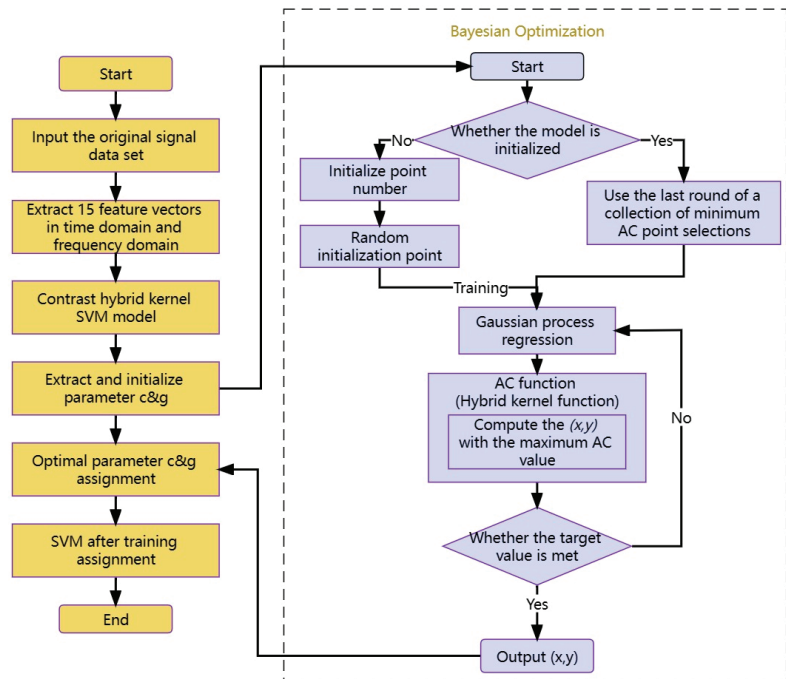 Start
Input the original signal
data set
Extract 15 feature vectors
in time domain and
frequency domain
Contrast hybrid kernel
SVM model
Extract and initialize
parameter c&g
Optimal parameter c&g
assignment
SVM after training
assignment
End
Bayesian Optimization
Start
Whether the model is
initialized
No
Yes
Initialize point
number
Random
initialization point
Use the last round of a
collection of minimum
AC point selections
Training
Gaussian process
regression
AC function
(Hybrid kernel function)
Compute the (x,y)
with the maximum AC
value
No
Whether the target
value is met
Yes
Output (x,y)